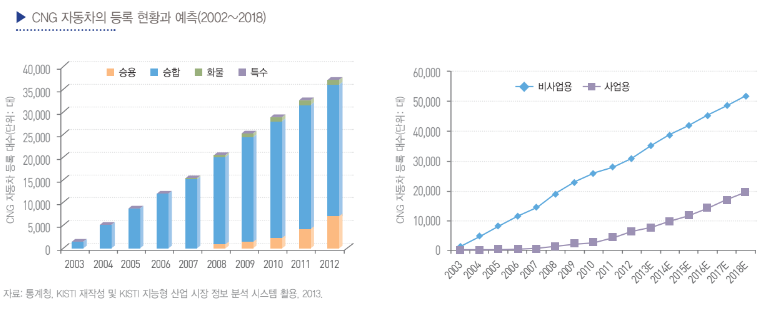 ▶ CNG 자동차의 등록 현황과 예측(2002~2018)
승용 승합 화물 특수
CNG 자동차 등록 대수(단위: 대)
40,000
35,000
30,000
25,000
20,000
15,000
10,000
5,000
0
2003 2004 2005 2006 2007 2008 2009 2010 2011 2012
비사업용 사업용
CNG 자동차 등록 대수(단위: 대)
60,000
50,000
40,000
30,000
20,000
10,000
0
2003 2004 2005 2006 2007 2008 2009 2010 2011 2012 2013E 2014E 2015E 2016E 2017E 2018E
자료: 통계청, KISTI 재작성 및 KISTI 지능형 산업 시장 정보 분석 시스템 활용, 2013.